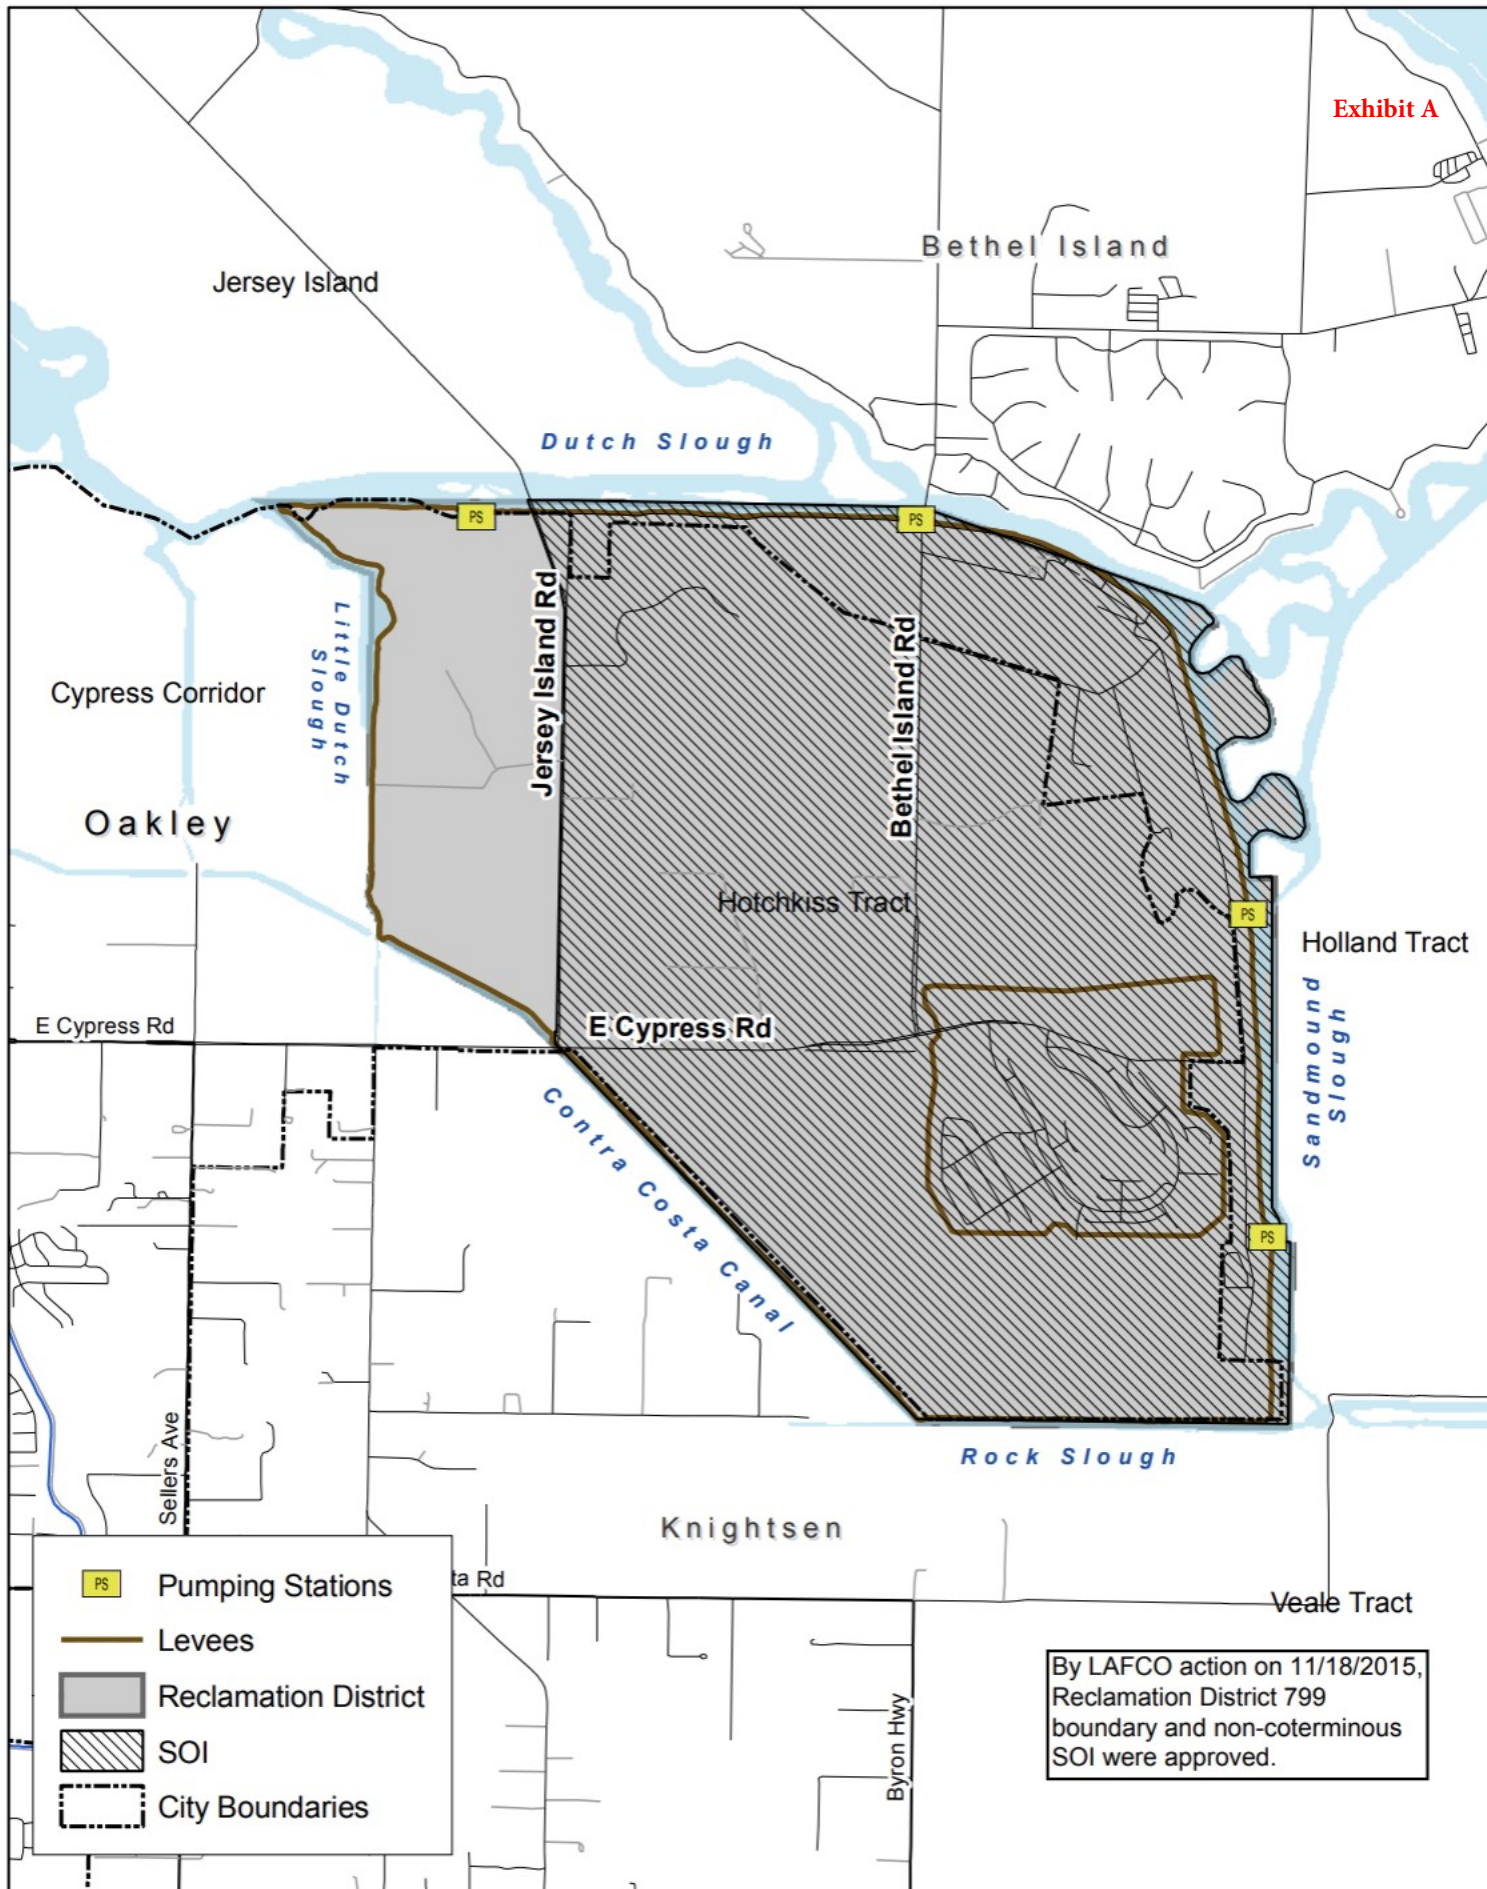 Exhibit A
Bethel Island
Jersey Island
Dutch Slough
PS
PS
Jersey Island Rd
Little Dutch
Slough
Bethel Island Rd
Cypress Corridor
Oakley
Hotchkiss Tract
PS
Holland Tract
E Cypress Rd
E Cypress Rd
Sandmound
Slough
Contra Costa Canal
PS
Sellers Ave
Rock Slough
Knightsen
ta Rd
Veale Tract
Byron Hwy
PS Pumping Stations
Levees
Reclamation District
SOI
City Boundaries
By LAFCO action on 11/18/2015,
Reclamation District 799
boundary and non-coterminous
SOI were approved.